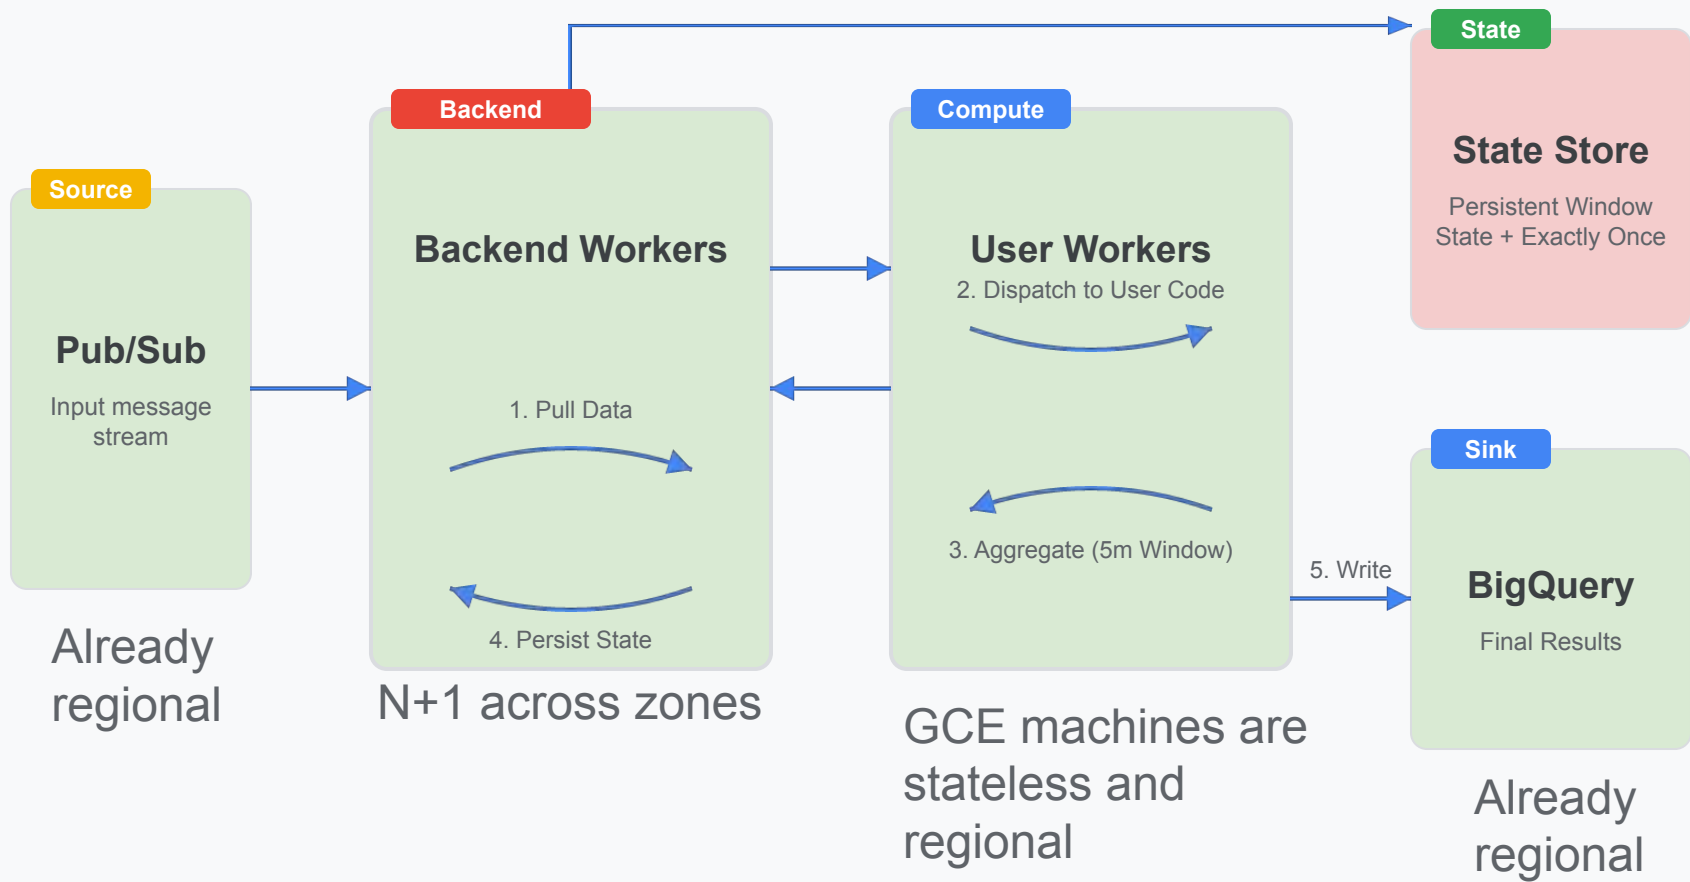 Source
Pub/Sub
Input message
stream
Already
regional
Backend
Backend Workers
1. Pull Data
4. Persist State
N+1 across zones
Compute
User Workers
2. Dispatch to User Code
3. Aggregate (5m Window)
GCE machines are
stateless and
regional
State
State Store
Persistent Window
State + Exactly Once
5. Write
Sink
BigQuery
Final Results
Already
regional